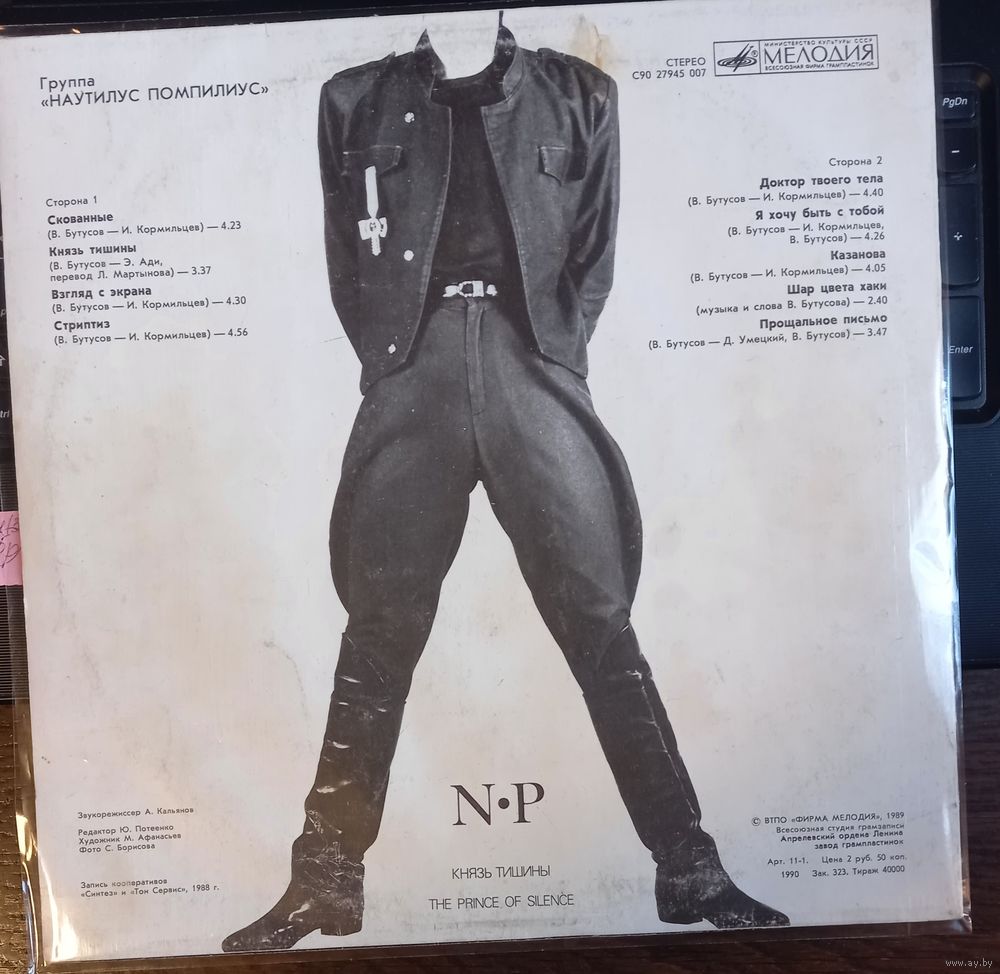 Группа
«НАУТИЛУС ПОМПИЛИУС»
СТЕРЕО
С90 27945 007
МИНИСТЕРСТВО КУЛЬТУРЫ СССР
МЕЛОДИЯ
ВСЕСОЮЗНАЯ ФИРМА ГРАМПЛАСТИНОК
Сторона 1
Скованные
(В. Бутусов — И. Кормильцев) — 4.23
Князь тишины
(В. Бутусов — Э. Ади,
перевод Л. Мартынова) — 3.37
Взгляд с экрана
(В. Бутусов — И. Кормильцев) — 4.30
Стриптиз
(В. Бутусов — И. Кормильцев) — 4.56
Сторона 2
Доктор твоего тела
(В. Бутусов — И. Кормильцев) — 4.40
Я хочу быть с тобой
(В. Бутусов — И. Кормильцев,
В. Бутусов) — 4.26
Казанова
(В. Бутусов — И. Кормильцев) — 4.05
Шар цвета хаки
(музыка и слова В. Бутусова) — 2.40
Прощальное письмо
(В. Бутусов — Д. Умецкий, В. Бутусов) — 3.47
Звукорежиссер А. Кальянов
Редактор Ю. Потеенко
Художник М. Афанасьев
Фото С. Борисова
Запись кооперативов
«Синтез» и «Тон Сервис», 1988 г.
N·P
КНЯЗЬ ТИШИНЫ
THE PRINCE OF SILENCE
© ВТПО «ФИРМА МЕЛОДИЯ», 1989
Всесоюзная студия грамзаписи
Апрелевский ордена Ленина
завод грампластинок
Арт. 11-1. Цена 2 руб. 50 коп.
1990 Зак. 323. Тираж 40000
PgDn
-
+
Enter
trl
www.ay.by